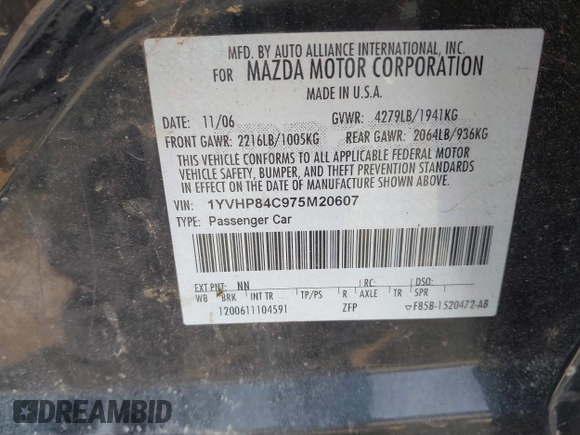 MFD. BY AUTO ALLIANCE INTERNATIONAL, INC.
FOR MAZDA MOTOR CORPORATION
MADE IN U.S.A.
DATE: 11/06 GVWR: 4279LB/1941KG
FRONT GAWR: 2216LB/1005KG REAR GAWR: 2064LB/936KG
THIS VEHICLE CONFORMS TO ALL APPLICABLE FEDERAL MOTOR
VEHICLE SAFETY, BUMPER, AND THEFT PREVENTION STANDARDS
IN EFFECT ON THE DATE OF MANUFACTURE SHOWN ABOVE.
VIN: 1YVHP84C975M20607
TYPE: Passenger Car
EXT PNT: NN RC: DSO:
WB BRK INT TR TP/PS R AXLE TR SPR
1200611104591 ZFP ▽F85B-1520472-AB
DREAMBID